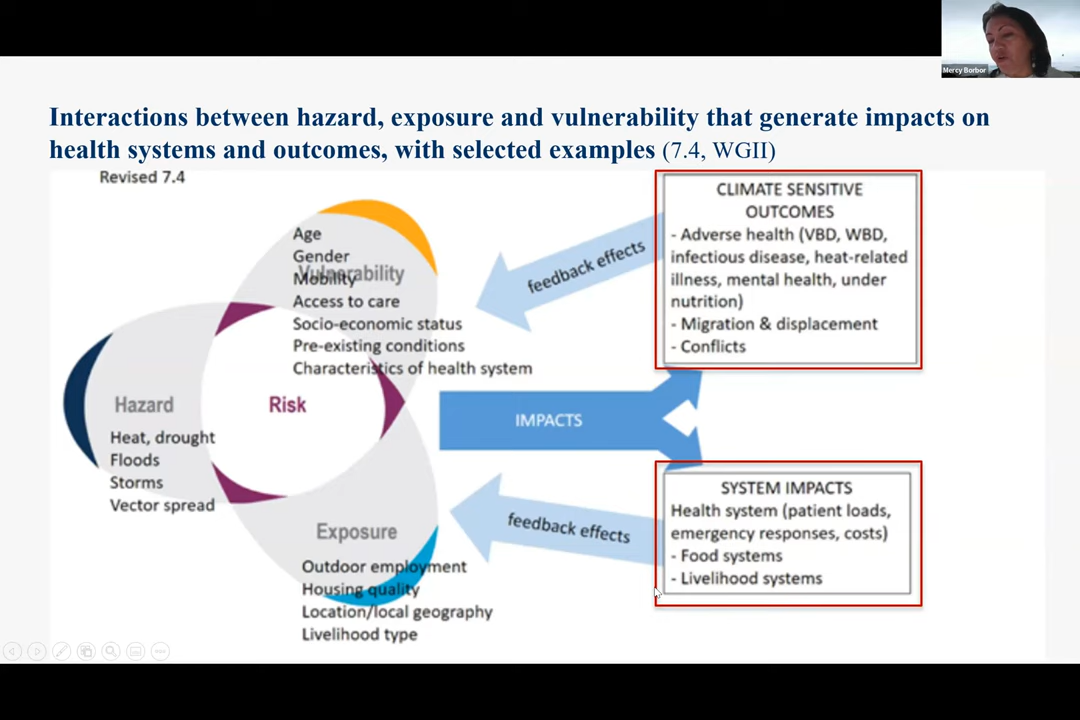 Mercy Borbor
Interactions between hazard, exposure and vulnerability that generate impacts on
health systems and outcomes, with selected examples (7.4, WGII)
Revised 7.4
Vulnerability
Age
Gender
Mobility
Access to care
Socio-economic status
Pre-existing conditions
Characteristics of health system
Hazard
Heat, drought
Floods
Storms
Vector spread
Risk
Exposure
Outdoor employment
Housing quality
Location/local geography
Livelihood type
feedback effects
IMPACTS
feedback effects
CLIMATE SENSITIVE
OUTCOMES
- Adverse health (VBD, WBD,
infectious disease, heat-related
illness, mental health, under
nutrition)
- Migration & displacement
- Conflicts
SYSTEM IMPACTS
Health system (patient loads,
emergency responses, costs)
- Food systems
- Livelihood systems